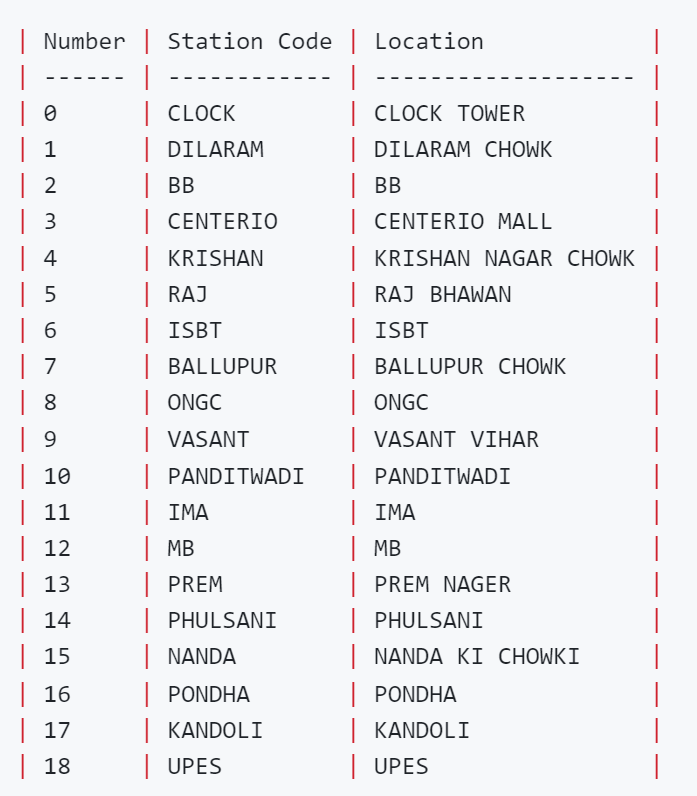 | Number | Station Code | Location            |
| ------ | ------------ | ------------------- |
| 0      | CLOCK        | CLOCK TOWER         |
| 1      | DILARAM      | DILARAM CHOWK       |
| 2      | BB           | BB                  |
| 3      | CENTERIO     | CENTERIO MALL       |
| 4      | KRISHAN      | KRISHAN NAGAR CHOWK |
| 5      | RAJ          | RAJ BHAWAN          |
| 6      | ISBT         | ISBT                |
| 7      | BALLUPUR     | BALLUPUR CHOWK      |
| 8      | ONGC         | ONGC                |
| 9      | VASANT       | VASANT VIHAR        |
| 10     | PANDITWADI   | PANDITWADI          |
| 11     | IMA          | IMA                 |
| 12     | MB           | MB                  |
| 13     | PREM         | PREM NAGER          |
| 14     | PHULSANI     | PHULSANI            |
| 15     | NANDA        | NANDA KI CHOWKI     |
| 16     | PONDHA       | PONDHA              |
| 17     | KANDOLI      | KANDOLI             |
| 18     | UPES         | UPES                |